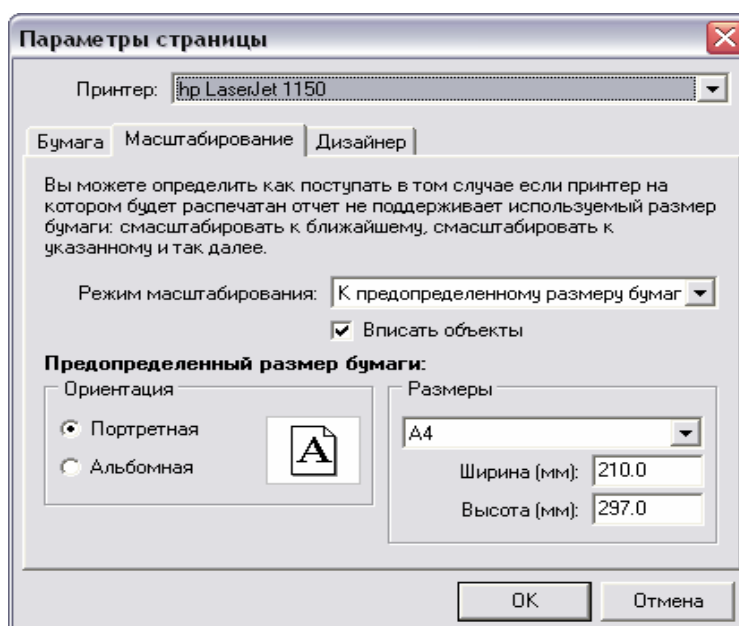 Параметры страницы
Принтер: hp LaserJet 1150
Бумага Масштабирование Дизайнер
Вы можете определить как поступать в том случае если принтер на
котором будет распечатан отчет не поддерживает используемый размер
бумаги: смасштабировать к ближайшему, смасштабировать к
указанному и так далее.
Режим масштабирования: К предопределенному размеру бумаг
Вписать объекты
Предопределенный размер бумаги:
Ориентация Размеры
Портретная A
A4
Альбомная
Ширина (мм): 210.0
Высота (мм): 297.0
OK Отмена